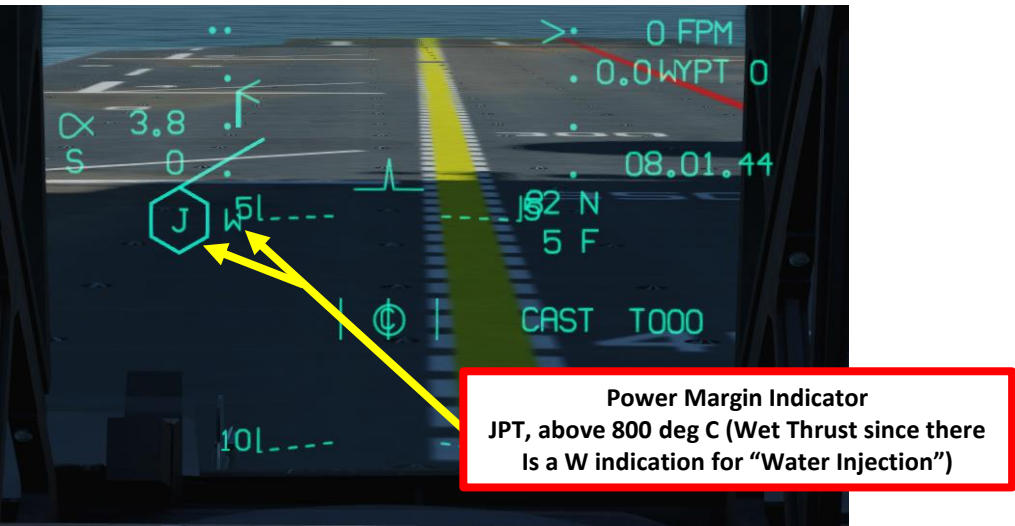 0 FPM
0.0 WYPT 0
α 3.8
S 0
08.01.44
J W 5 5
82 N
5 F
₵ CAST T000
10
Power Margin Indicator
JPT, above 800 deg C (Wet Thrust since there
Is a W indication for “Water Injection”)